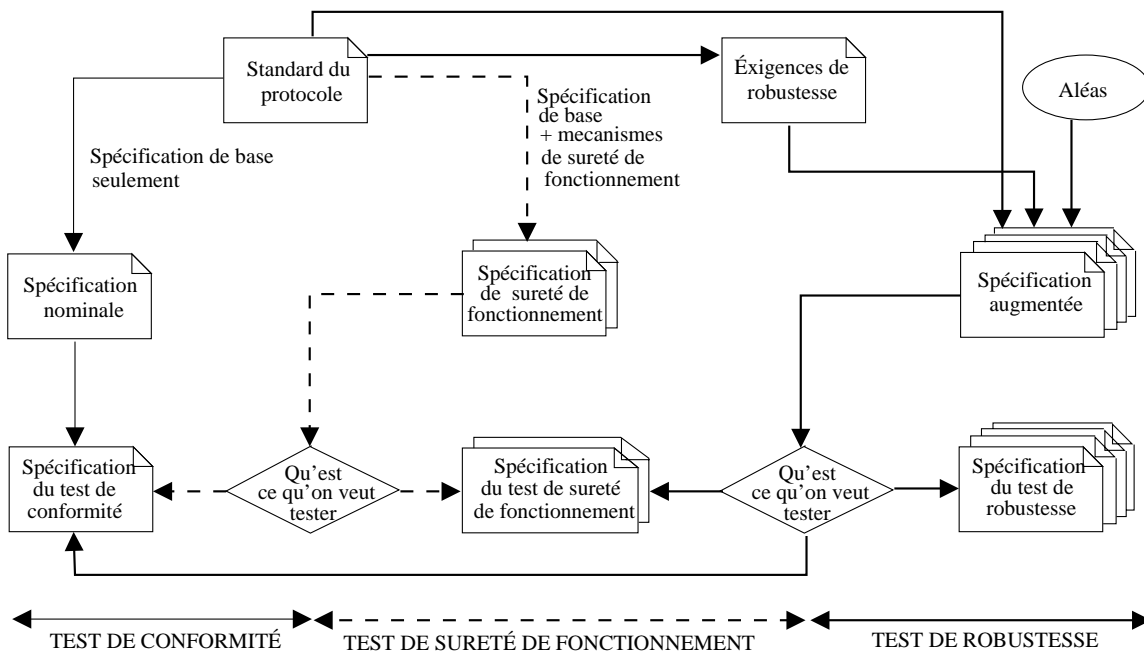 Standard du
protocole
Éxigences de
robustesse
Aléas
Spécification
de base
+ mecanismes
de sureté de
fonctionnement
Spécification de base
seulement
Spécification
nominale
Spécification
de sureté de
fonctionnement
Spécification
augmentée
Spécification
du test de
conformité
Qu'est
ce qu'on veut
tester
Spécification
du test de sureté
de fonctionnement
Qu'est
ce qu'on veut
tester
Spécification
du test de
robustesse
TEST DE CONFORMITÉ
TEST DE SURETÉ DE FONCTIONNEMENT
TEST DE ROBUSTESSE